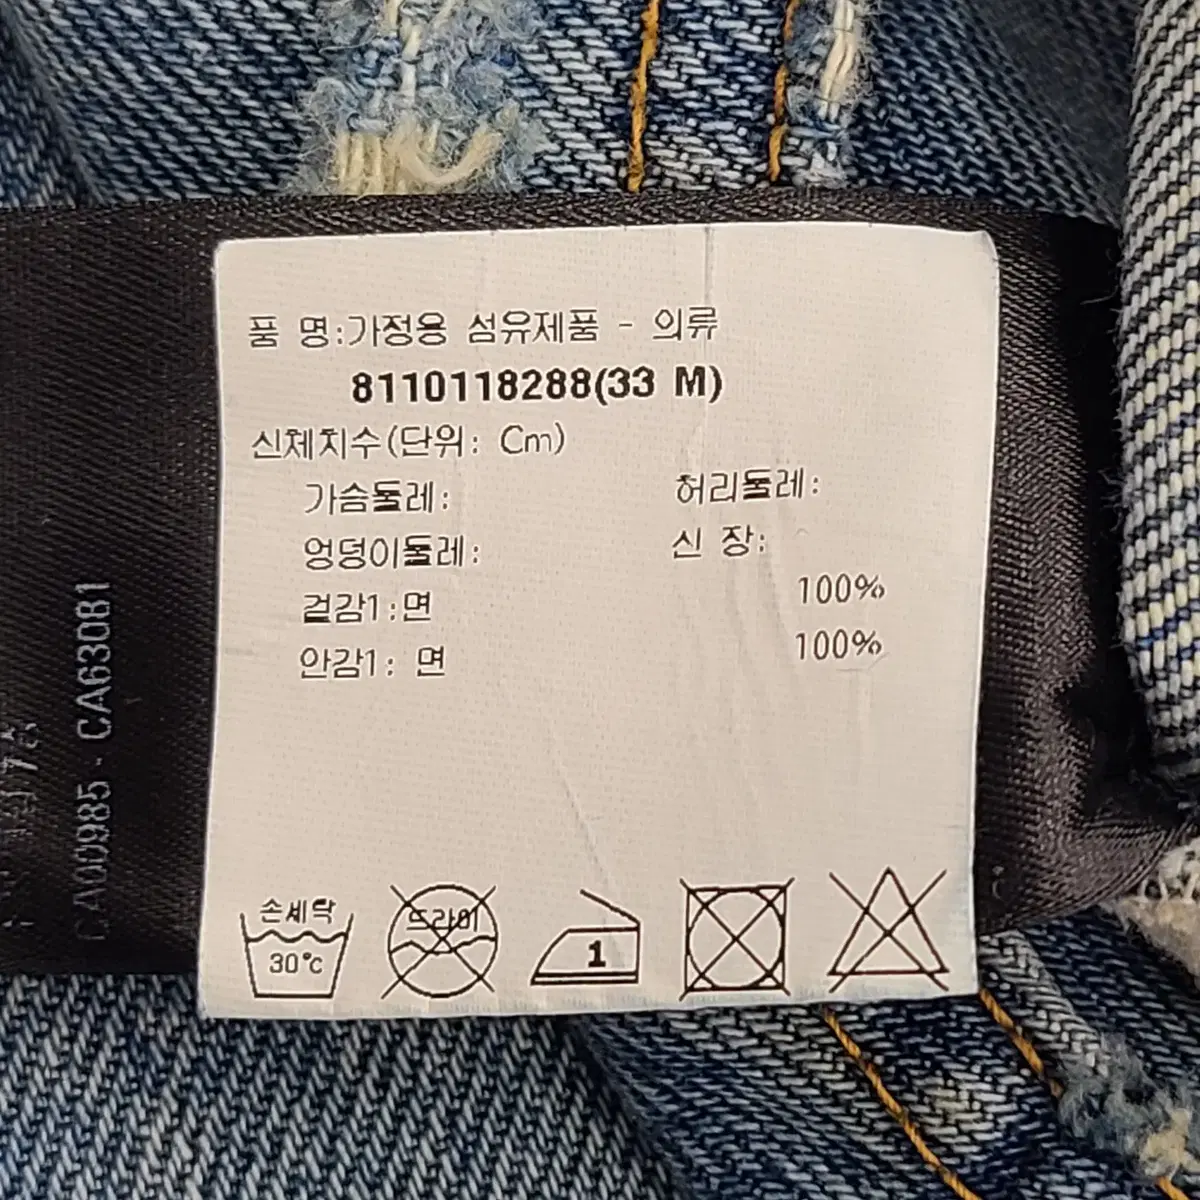 품 명:가정용 섬유제품 - 의류
8110118288(33 M)
신체치수(단위: Cm)
가슴둘레: 허리둘레:
엉덩이둘레: 신 장:
겉감1:면 100%
안감1: 면 100%
손세탁 드라이
30℃ 1
CA00985 - CA63081